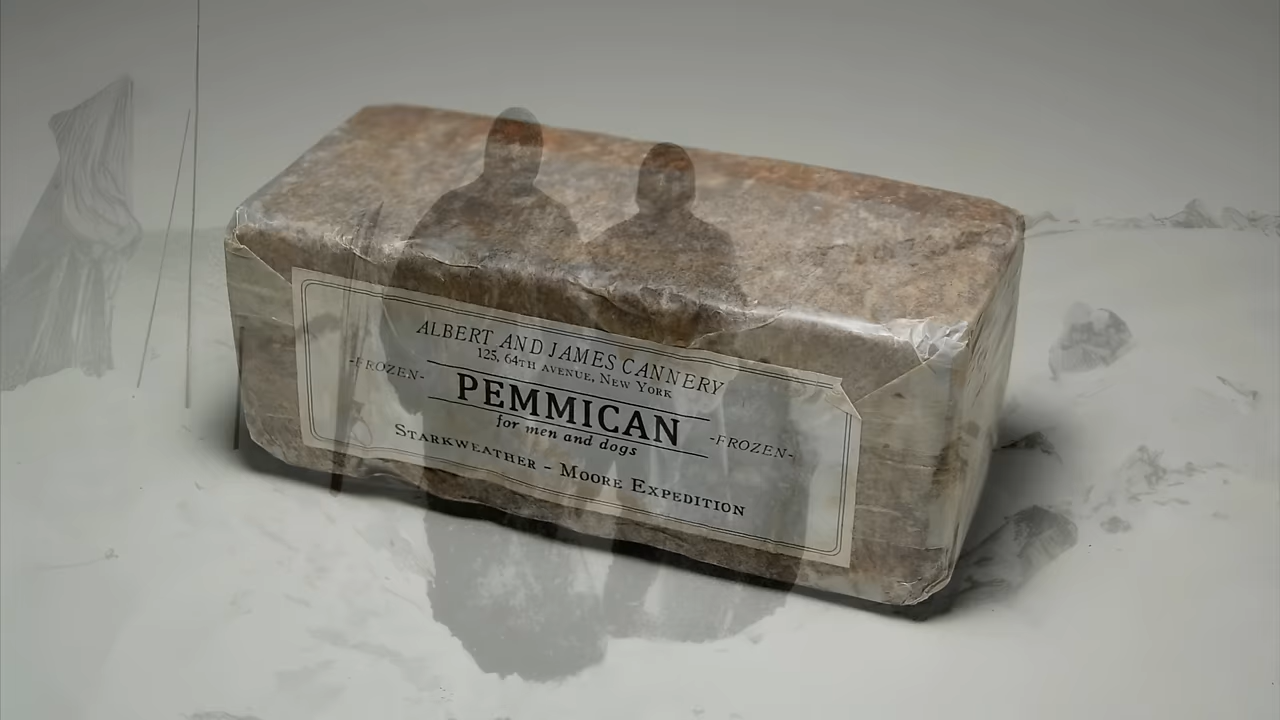 ALBERT AND JAMES CANNERY
125, 64TH AVENUE, NEW YORK
-FROZEN-
PEMMICAN
-FROZEN-
for men and dogs
STARKWEATHER - MOORE EXPEDITION